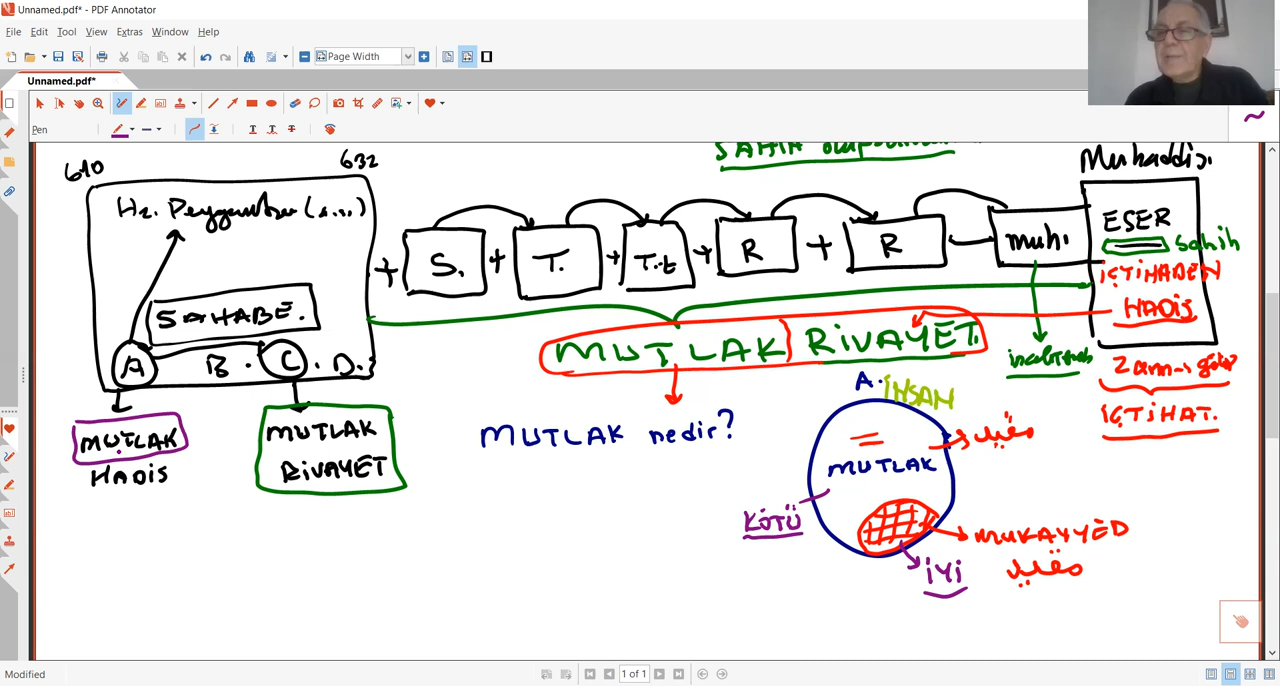 Unnamed.pdf* - PDF Annotator
File Edit Tool View Extras Window Help
Page Width
Unnamed.pdf*
Pen
SAHİH
610
632
Muhaddis.
Hz. Peygamber (s...)
S.
T.
T.t
R
R
muh.
ESER
sahih
İÇTİHADEN
HADİS
SAHABE.
A B. C. D.
MUTLAK RİVAYET.
İÇTİHAT.
MUTLAK
HADİS
MUTLAK
RİVAYET
MUTLAK nedir?
A. İNSAN
مقيد
MUTLAK
KÖTÜ
MUKAYYED
مقيد
İYİ
1 of 1
Modified